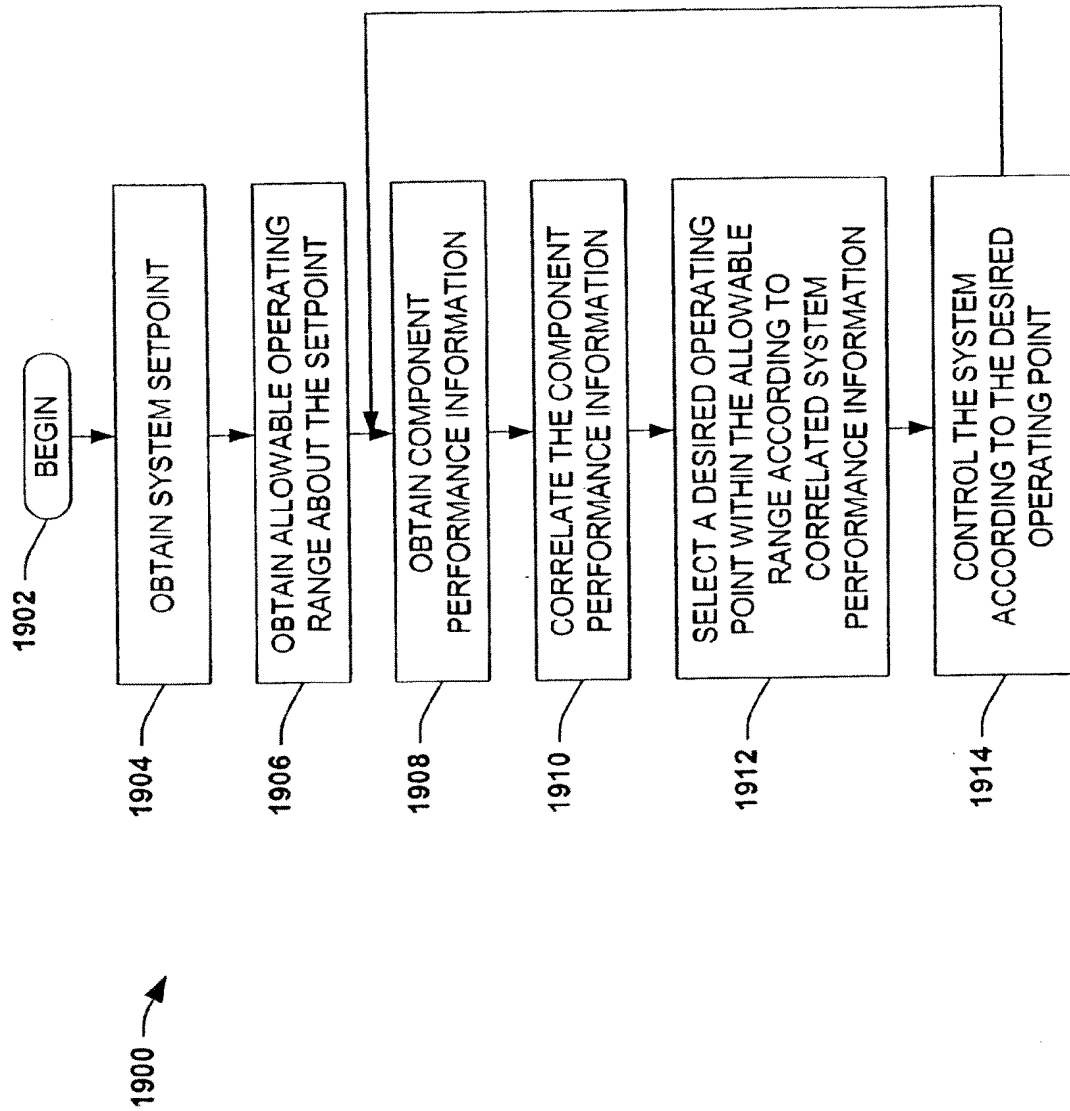 1900
1902
BEGIN
1904
OBTAIN SYSTEM SETPOINT
1906
OBTAIN ALLOWABLE OPERATING
RANGE ABOUT THE SETPOINT
1908
OBTAIN COMPONENT
PERFORMANCE INFORMATION
1910
CORRELATE THE COMPONENT
PERFORMANCE INFORMATION
1912
SELECT A DESIRED OPERATING
POINT WITHIN THE ALLOWABLE
RANGE ACCORDING TO
CORRELATED SYSTEM
PERFORMANCE INFORMATION
1914
CONTROL THE SYSTEM
ACCORDING TO THE DESIRED
OPERATING POINT